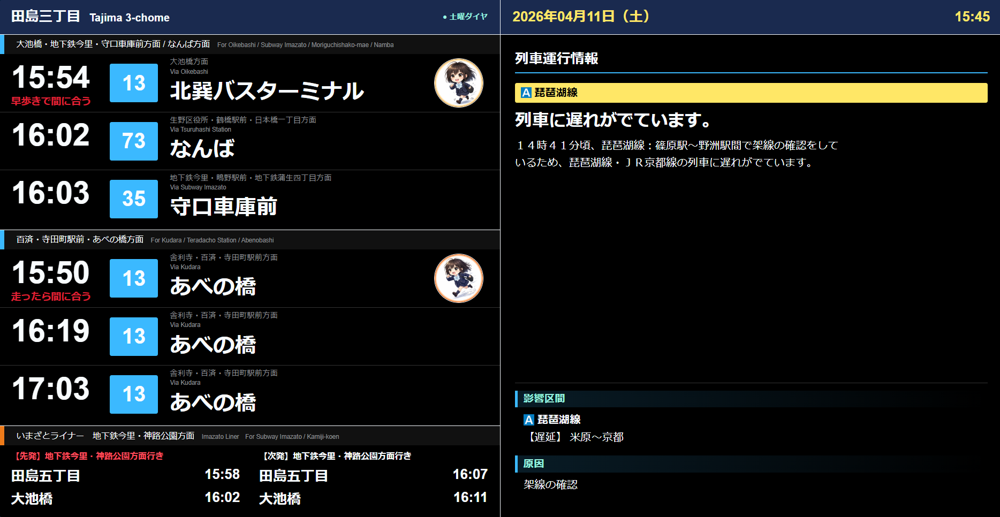 田島三丁目 Tajima 3-chome
● 土曜ダイヤ
大池橋・地下鉄今里・守口車庫前方面 / なんば方面 For Oikebashi / Subway Imazato / Moriguchishako-mae / Namba
15:54
早歩きで間に合う
13
大池橋方面
Via Oikebashi
北巽バスターミナル
16:02
73
生野区役所・鶴橋駅前・日本橋一丁目方面
Via Tsuruhashi Station
なんば
16:03
35
地下鉄今里・鴫野駅前・地下鉄蒲生四丁目方面
Via Subway Imazato
守口車庫前
百済・寺田町駅前・あべの橋方面 For Kudara / Teradacho Station / Abenobashi
15:50
走ったら間に合う
13
舎利寺・百済・寺田町駅前方面
Via Kudara
あべの橋
16:19
13
舎利寺・百済・寺田町駅前方面
Via Kudara
あべの橋
17:03
13
舎利寺・百済・寺田町駅前方面
Via Kudara
あべの橋
いまざとライナー 地下鉄今里・神路公園方面 Imazato Liner For Subway Imazato / Kamiji-koen
【先発】地下鉄今里・神路公園方面行き
田島五丁目 15:58
大池橋 16:02
【次発】地下鉄今里・神路公園方面行き
田島五丁目 16:07
大池橋 16:11
2026年04月11日（土） 15:45
列車運行情報
A 琵琶湖線
列車に遅れがでています。
１４時４１分頃、琵琶湖線：篠原駅～野洲駅間で架線の確認をして
いるため、琵琶湖線・ＪＲ京都線の列車に遅れがでています。
影響区間
A 琵琶湖線
【遅延】 米原～京都
原因
架線の確認